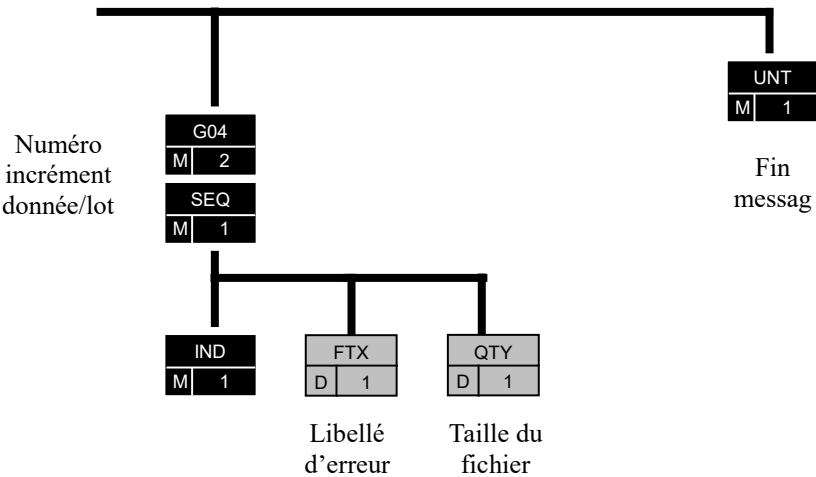 UNT
M 1
Fin
messag
G04
M 2
Numéro
incrément
donnée/lot
SEQ
M 1
IND
M 1
FTX
D 1
Libellé
d’erreur
QTY
D 1
Taille du
fichier